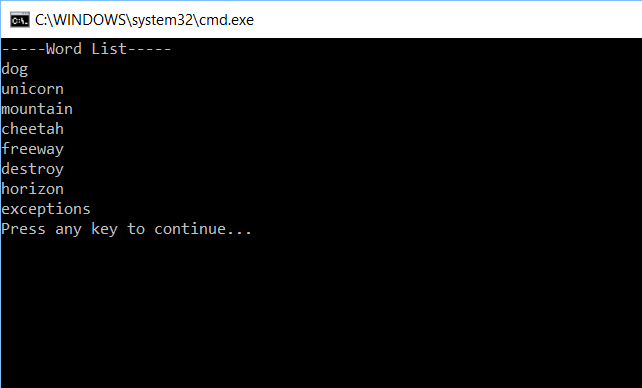 C:\WINDOWS\system32\cmd.exe
-----Word List-----
dog
unicorn
mountain
cheetah
freeway
destroy
horizon
exceptions
Press any key to continue...